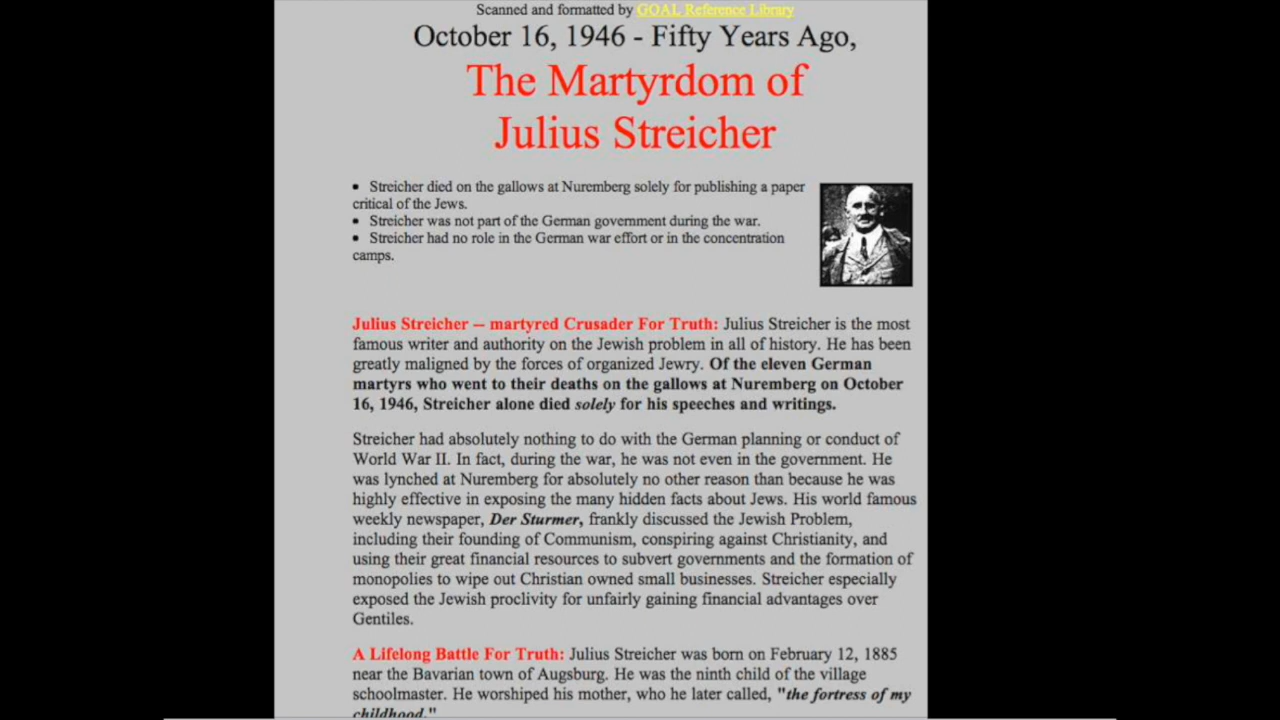 Scanned and formatted by GOAL Reference Library
October 16, 1946 - Fifty Years Ago,
The Martyrdom of
Julius Streicher
• Streicher died on the gallows at Nuremberg solely for publishing a paper
critical of the Jews.
• Streicher was not part of the German government during the war.
• Streicher had no role in the German war effort or in the concentration
camps.
Julius Streicher – martyred Crusader For Truth: Julius Streicher is the most
famous writer and authority on the Jewish problem in all of history. He has been
greatly maligned by the forces of organized Jewry. Of the eleven German
martyrs who went to their deaths on the gallows at Nuremberg on October
16, 1946, Streicher alone died solely for his speeches and writings.
Streicher had absolutely nothing to do with the German planning or conduct of
World War II. In fact, during the war, he was not even in the government. He
was lynched at Nuremberg for absolutely no other reason than because he was
highly effective in exposing the many hidden facts about Jews. His world famous
weekly newspaper, Der Sturmer, frankly discussed the Jewish Problem,
including their founding of Communism, conspiring against Christianity, and
using their great financial resources to subvert governments and the formation of
monopolies to wipe out Christian owned small businesses. Streicher especially
exposed the Jewish proclivity for unfairly gaining financial advantages over
Gentiles.
A Lifelong Battle For Truth: Julius Streicher was born on February 12, 1885
near the Bavarian town of Augsburg. He was the ninth child of the village
schoolmaster. He worshiped his mother, who he later called, "the fortress of my
childhood."